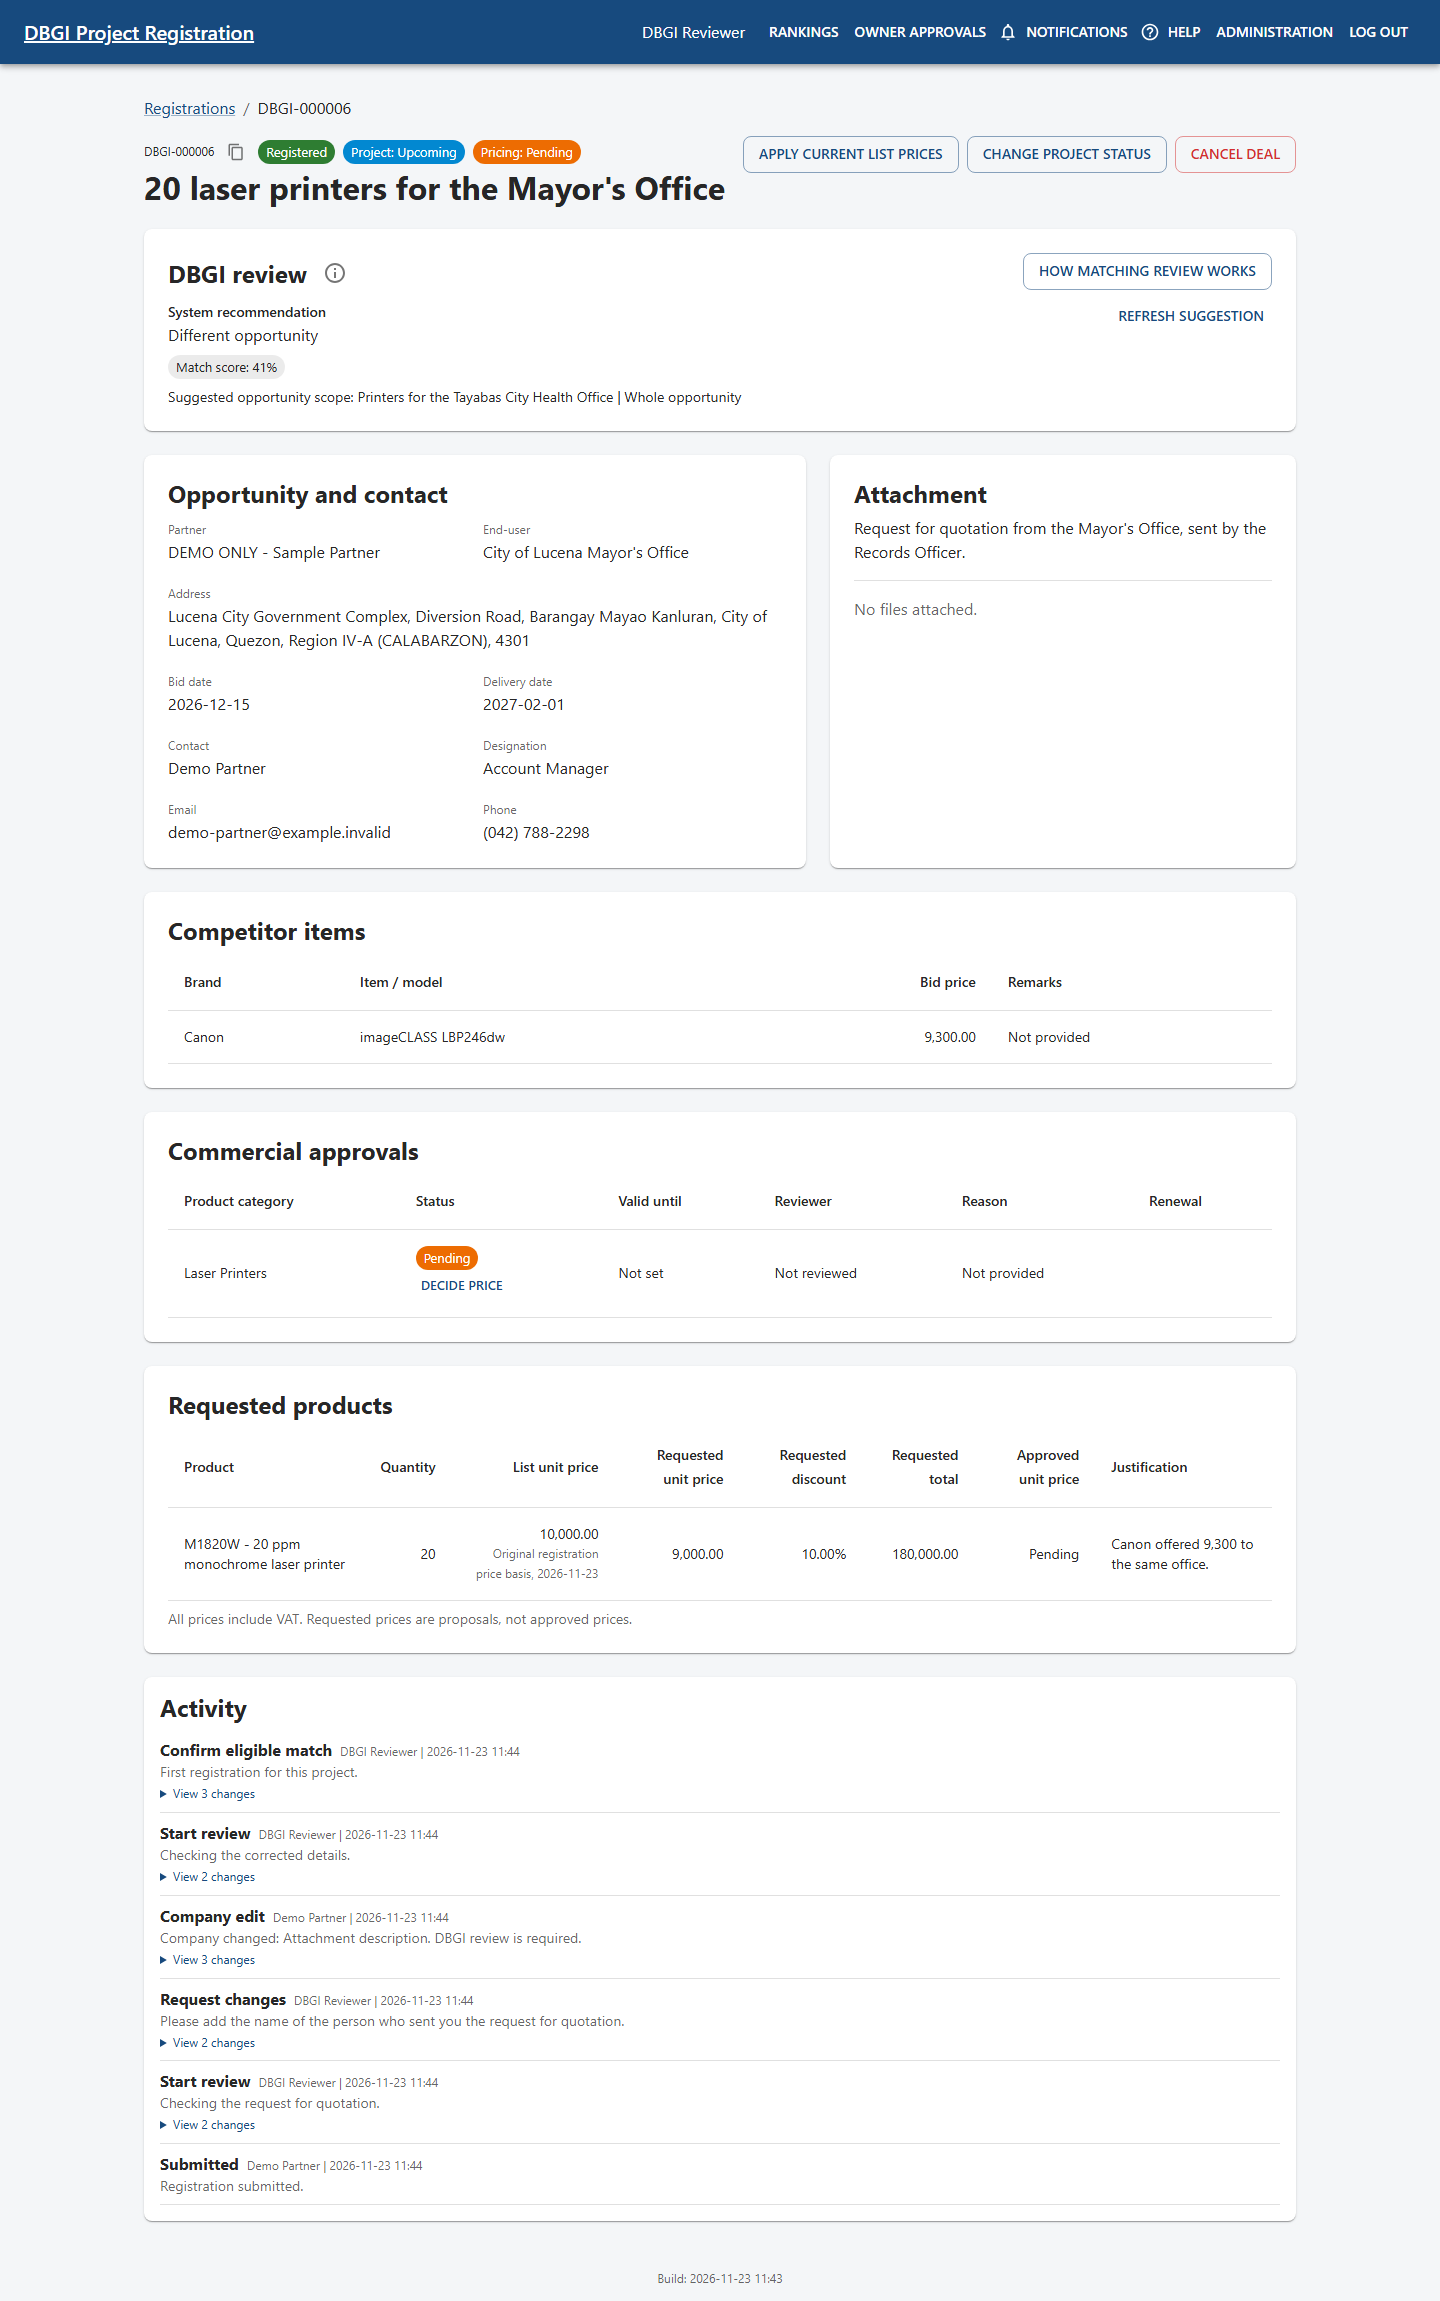 DBGI Project Registration
DBGI Reviewer RANKINGS OWNER APPROVALS NOTIFICATIONS HELP ADMINISTRATION LOG OUT
Registrations / DBGI-000006
DBGI-000006 Registered Project: Upcoming Pricing: Pending
APPLY CURRENT LIST PRICES CHANGE PROJECT STATUS CANCEL DEAL
20 laser printers for the Mayor's Office
DBGI review
HOW MATCHING REVIEW WORKS
System recommendation
REFRESH SUGGESTION
Different opportunity
Match score: 41%
Suggested opportunity scope: Printers for the Tayabas City Health Office | Whole opportunity
Opportunity and contact
Partner End-user
DEMO ONLY - Sample Partner City of Lucena Mayor's Office
Address
Lucena City Government Complex, Diversion Road, Barangay Mayao Kanluran, City of
Lucena, Quezon, Region IV-A (CALABARZON), 4301
Bid date Delivery date
2026-12-15 2027-02-01
Contact Designation
Demo Partner Account Manager
Email Phone
demo-partner@example.invalid (042) 788-2298
Attachment
Request for quotation from the Mayor's Office, sent by the
Records Officer.
No files attached.
Competitor items
Brand Item / model Bid price Remarks
Canon imageCLASS LBP246dw 9,300.00 Not provided
Commercial approvals
Product category Status Valid until Reviewer Reason Renewal
Laser Printers Pending Not set Not reviewed Not provided
DECIDE PRICE
Requested products
Product Quantity List unit price Requested unit price Requested discount Requested total Approved unit price Justification
M1820W - 20 ppm monochrome laser printer 20 10,000.00 Original registration price basis, 2026-11-23 9,000.00 10.00% 180,000.00 Pending Canon offered 9,300 to the same office.
All prices include VAT. Requested prices are proposals, not approved prices.
Activity
Confirm eligible match DBGI Reviewer | 2026-11-23 11:44
First registration for this project.
View 3 changes
Start review DBGI Reviewer | 2026-11-23 11:44
Checking the corrected details.
View 2 changes
Company edit Demo Partner | 2026-11-23 11:44
Company changed: Attachment description. DBGI review is required.
View 3 changes
Request changes DBGI Reviewer | 2026-11-23 11:44
Please add the name of the person who sent you the request for quotation.
View 2 changes
Start review DBGI Reviewer | 2026-11-23 11:44
Checking the request for quotation.
View 2 changes
Submitted Demo Partner | 2026-11-23 11:44
Registration submitted.
Build: 2026-11-23 11:43